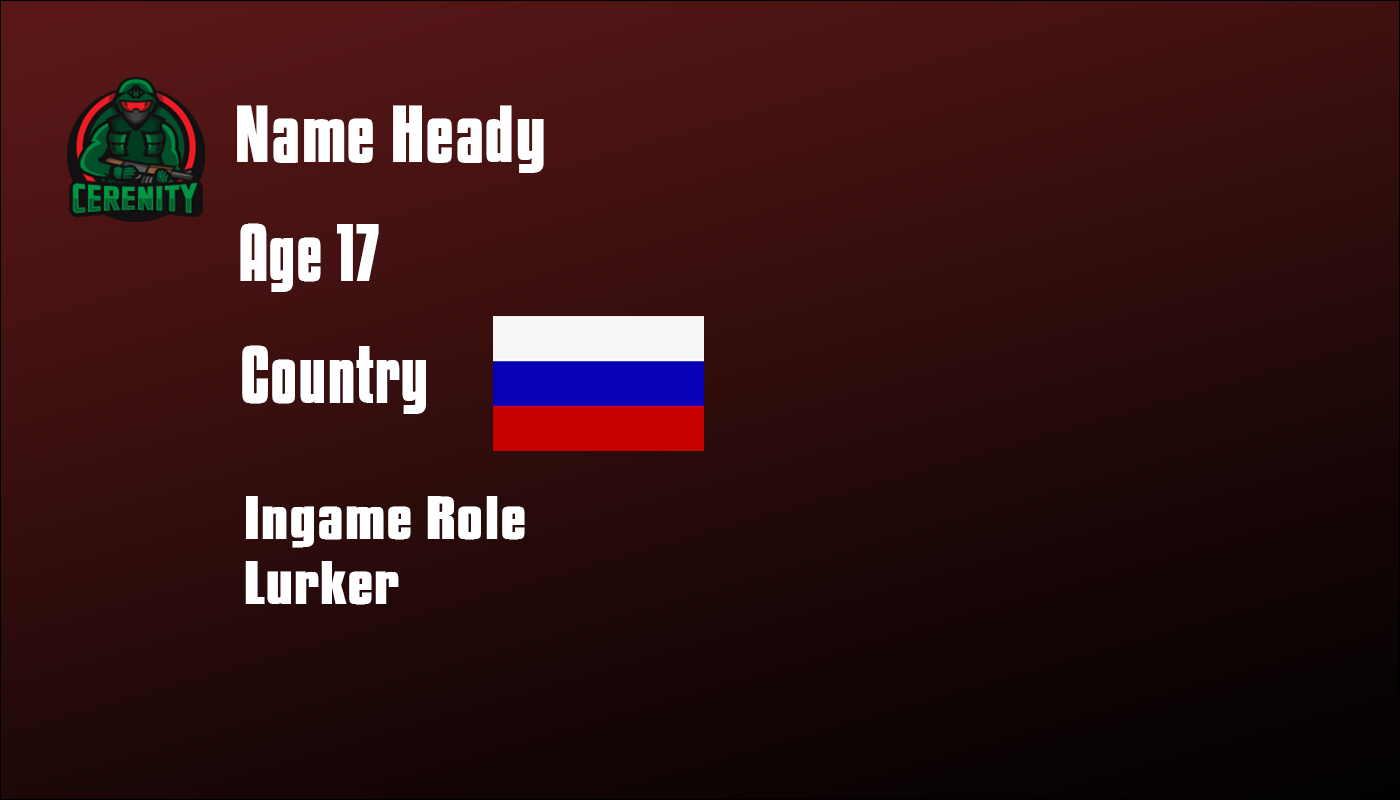 CERENITY
Name Heady
Age 17
Country
Ingame Role
Lurker